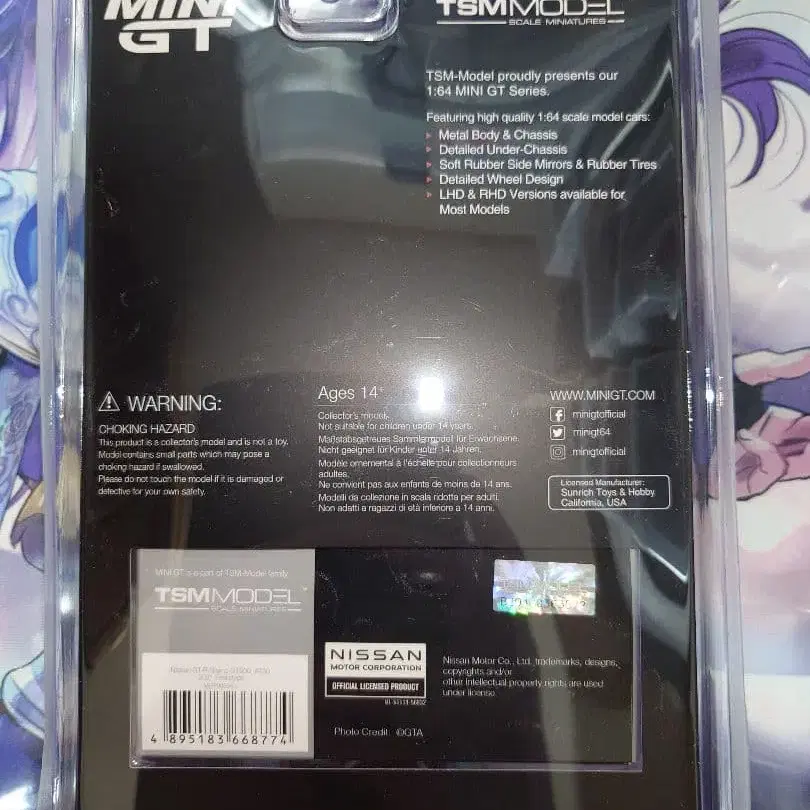 MINI GT
TSMMODEL
SCALE MINIATURES
TSM-Model proudly presents our
1:64 MINI GT Series.
Featuring high quality 1:64 scale model cars:
Metal Body & Chassis
Detailed Under-Chassis
Soft Rubber Side Mirrors & Rubber Tires
Detailed Wheel Design
LHD & RHD Versions available for
Most Models
WARNING:
CHOKING HAZARD
This product is a collector's model and is not a toy.
Model contains small parts which may pose a
choking hazard if swallowed.
Please do not touch the model if it is damaged or
defective for your own safety.
Ages 14+
Collector's model.
Not suitable for children under 14 years.
Maßstabsgetreues Sammlermodell für Erwachsene.
Nicht geeignet für Kinder unter 14 Jahren.
Modèle ornemental à l'échelle pour collectionneurs
adultes.
Ne convient pas aux enfants de moins de 14 ans.
Modelli da collezione in scala ridotta per adulti.
Non adatti a ragazzi di età inferiore a 14 anni.
WWW.MINIGT.COM
minigtofficial
minigt64
minigtofficial
Licensed Manufacturer:
Sunrich Toys & Hobby
California, USA
MINI GT is a part of TSM-Model family
TSMMODEL
SCALE MINIATURES
4 895183 668774
NISSAN
MOTOR CORPORATION
OFFICIAL LICENSED PRODUCT
Nissan Motor Co., Ltd. trademarks, designs,
copyrights and/or
other intellectual property rights are used
under license.
Photo Credit: ©GTA